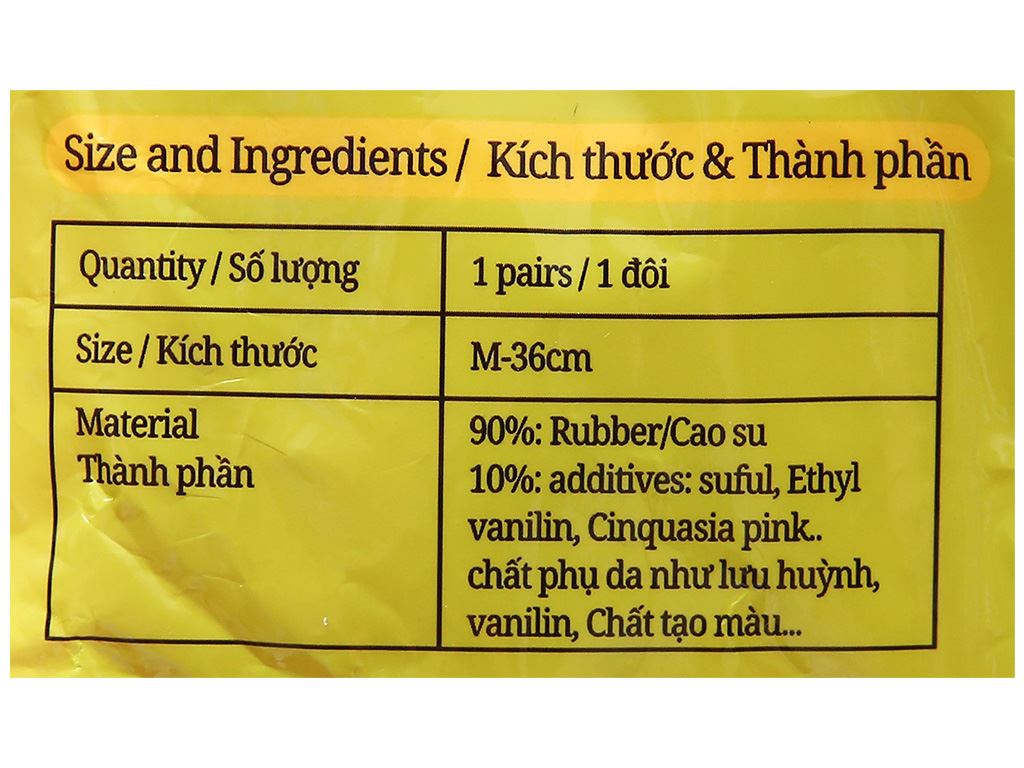 Size and Ingredients / Kích thước & Thành phần
Quantity / Số lượng
1 pairs / 1 đôi
Size / Kích thước
M-36cm
Material
Thành phần
90%: Rubber/Cao su
10%: additives: suful, Ethyl
vanilin, Cinquasia pink..
chất phụ da như lưu huỳnh,
vanilin, Chất tạo màu...